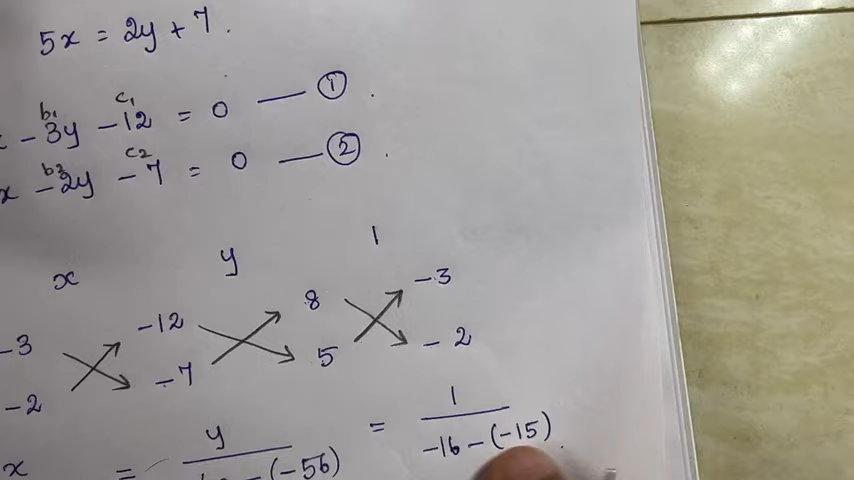 5x = 2y + 7.
b₁ c₁
- 3y - 12 = 0 — ①
b₂ c₂
x - 2y - 7 = 0 — ②
x y 1
-3 -12 8 -3
-2 -7 5 -2
x = y / - (-56) = 1 / -16 - (-15)